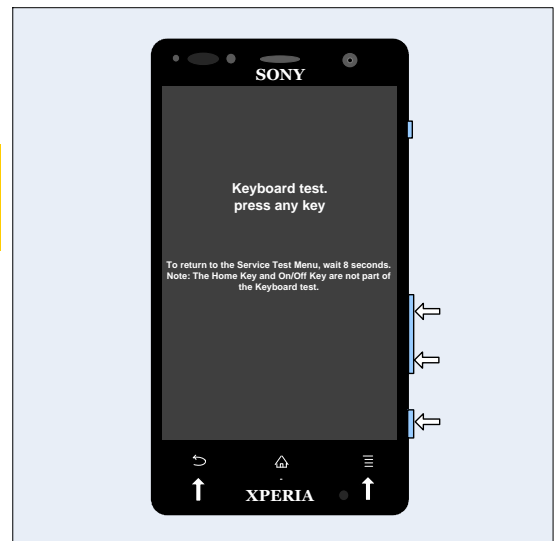 SONY
Keyboard test.
press any key
To return to the Service Test Menu, wait 8 seconds.
Note: The Home Key and On/Off Key are not part of
the Keyboard test.
XPERIA